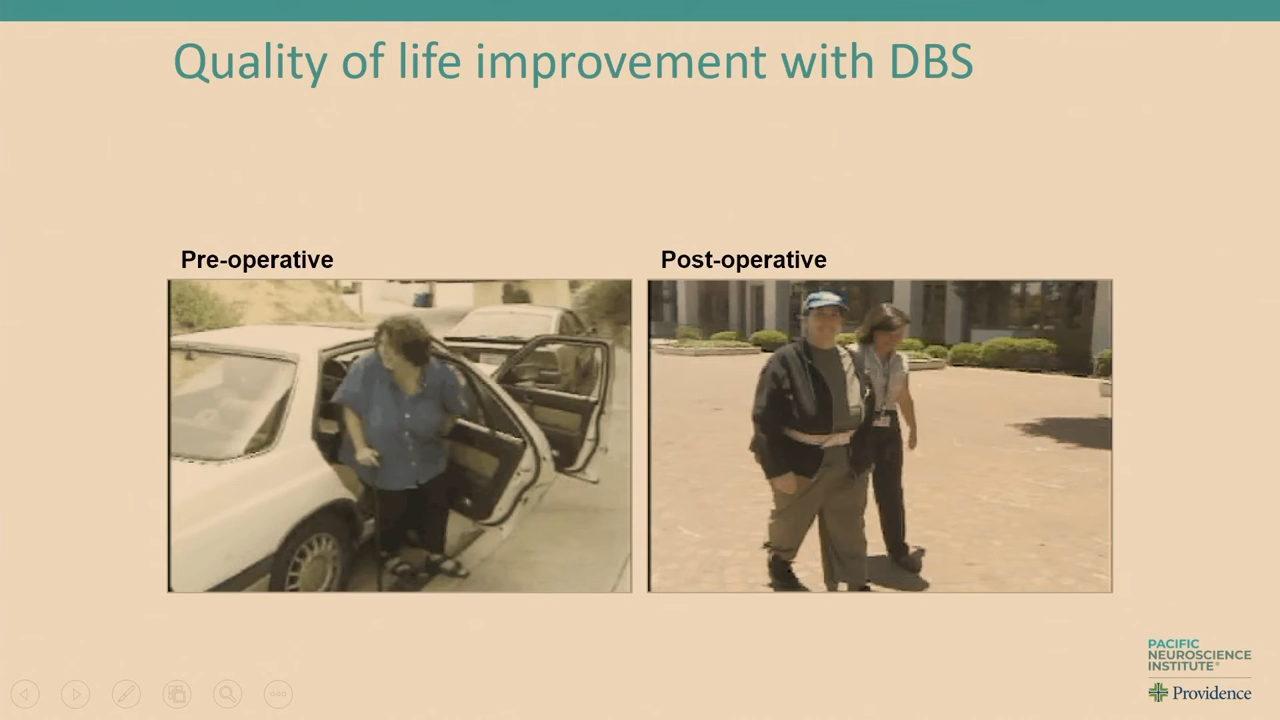 Quality of life improvement with DBS
Pre-operative
Post-operative
PACIFIC
NEUROSCIENCE
INSTITUTE®
Providence